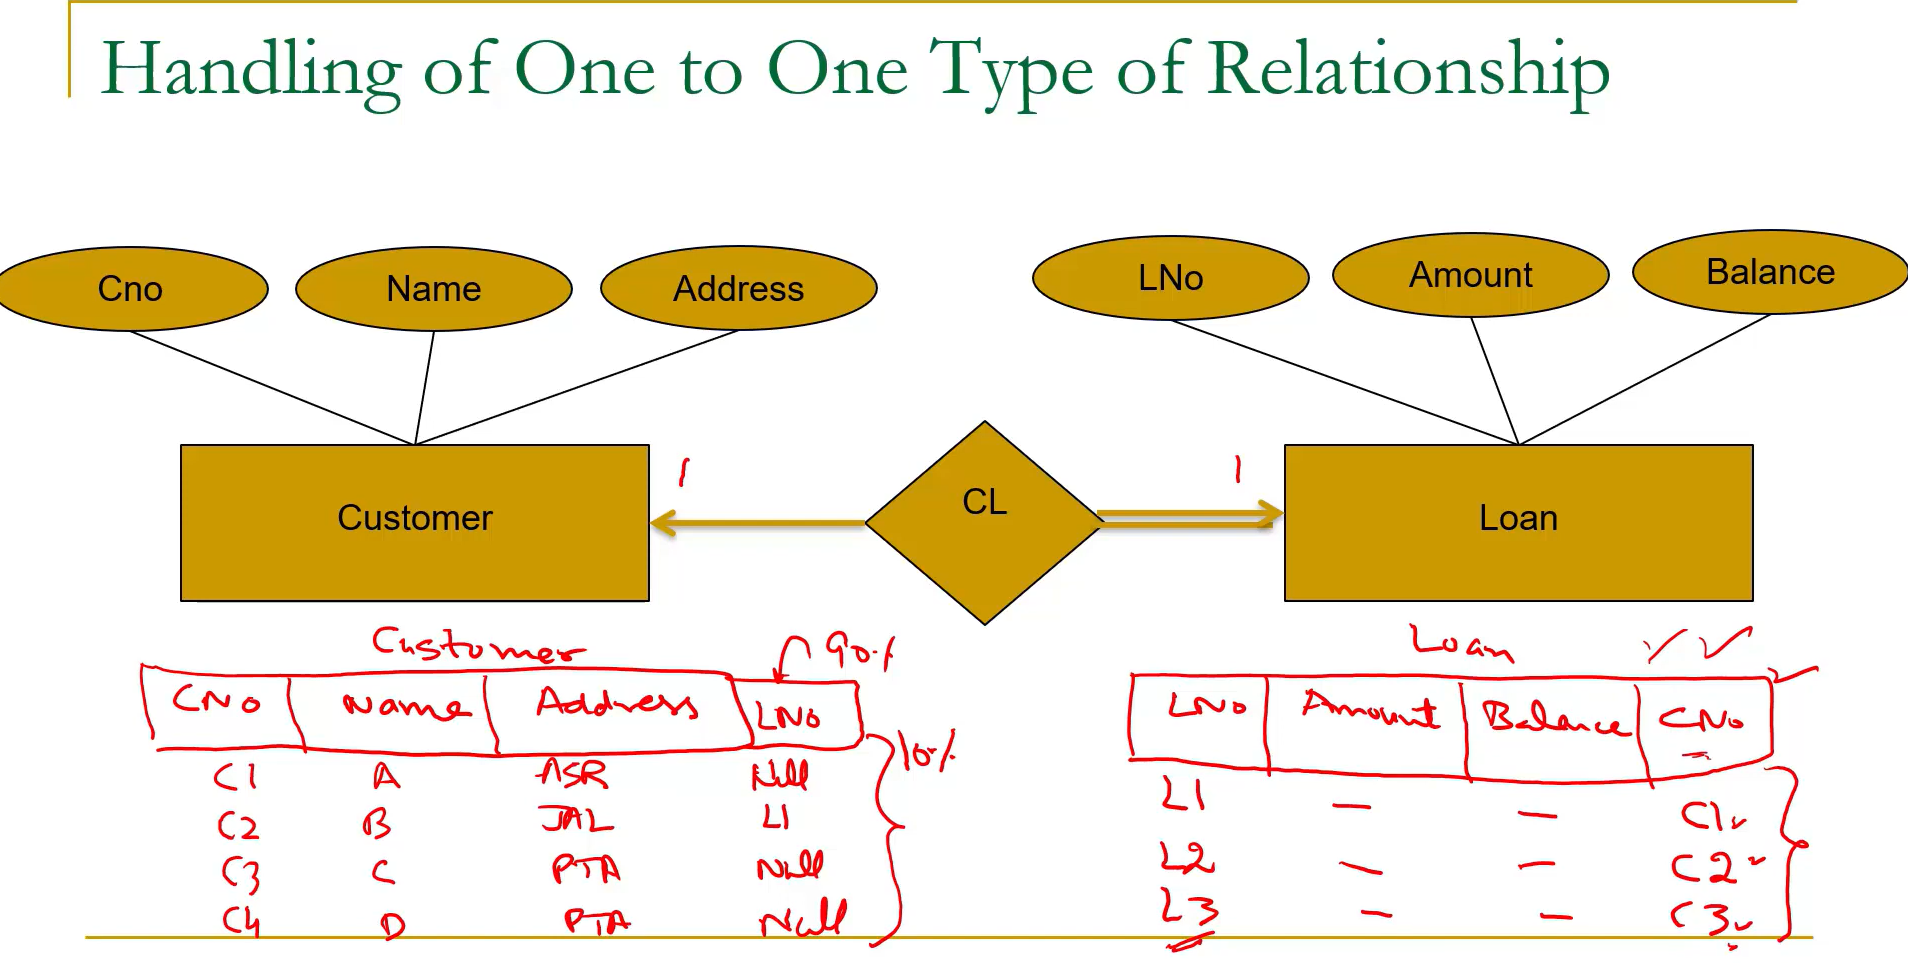 Handling of One to One Type of Relationship
Cno Name Address LNo Amount Balance
1 1
Customer CL Loan
Customer 90% Loan
CNo Name Address LNo
10%
C1 A ASR Null
C2 B JAL L1
C3 C PTA Null
C4 D PTA Null
LNo Amount Balance CNo
L1 — — C1
L2 — — C2
L3 — — C3